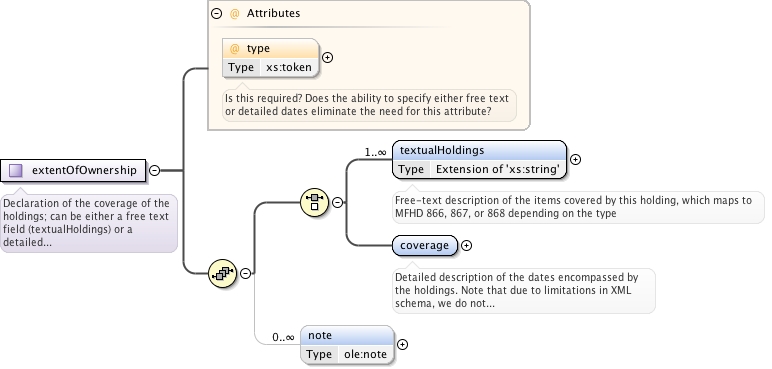 @ Attributes
@ type
Type xs:token
Is this required? Does the ability to specify either free text
or detailed dates eliminate the need for this attribute?
extentOfOwnership
Declaration of the coverage of the
holdings; can be either a free text
field (textualHoldings) or a
detailed...
1..∞
textualHoldings
Type Extension of 'xs:string'
Free-text description of the items covered by this holding, which maps to
MFHD 866, 867, or 868 depending on the type
coverage
Detailed description of the dates encompassed by
the holdings. Note that due to limitations in XML
schema, we do not...
0..∞
note
Type ole:note